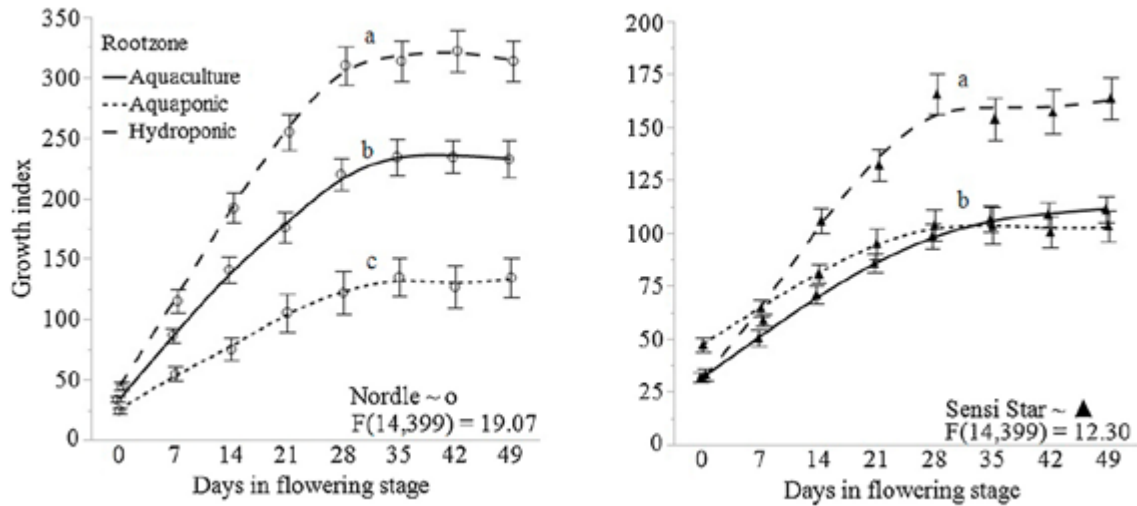 350
300
250
200
150
100
50
0
Growth index
Rootzone
Aquaculture
Aquaponic
Hydroponic
a
b
c
Nordle ~ o
F(14,399) = 19.07
0 7 14 21 28 35 42 49
Days in flowering stage
200
175
150
125
100
75
50
25
0
a
b
Sensi Star ~ ▲
F(14,399) = 12.30
0 7 14 21 28 35 42 49
Days in flowering stage